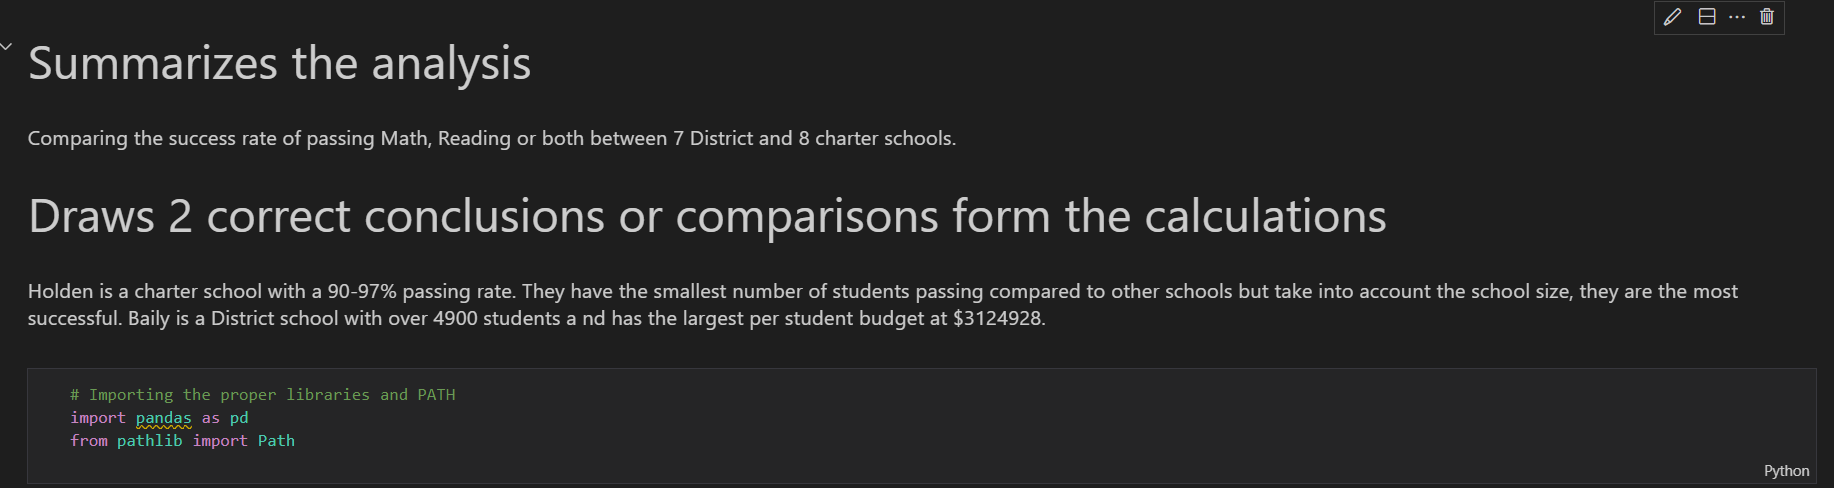 Summarizes the analysis
Comparing the success rate of passing Math, Reading or both between 7 District and 8 charter schools.
Draws 2 correct conclusions or comparisons form the calculations
Holden is a charter school with a 90-97% passing rate. They have the smallest number of students passing compared to other schools but take into account the school size, they are the most
successful. Baily is a District school with over 4900 students a nd has the largest per student budget at $3124928.
# Importing the proper libraries and PATH
import pandas as pd
from pathlib import Path
Python